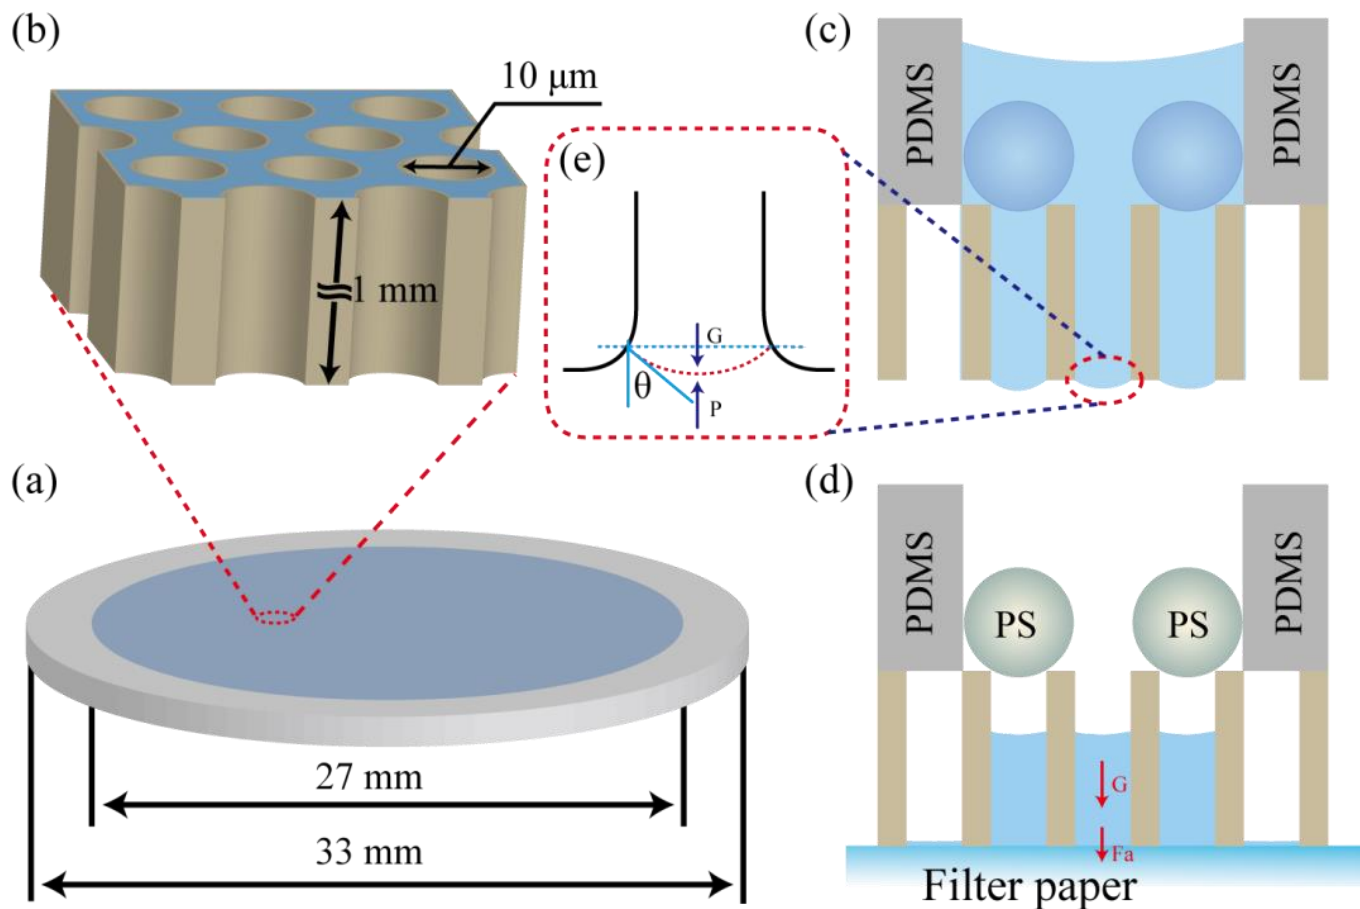 (b)
10 μm
1 mm
(e)
G
θ
P
(c)
PDMS
PDMS
(a)
27 mm
33 mm
(d)
PDMS
PDMS
PS
PS
G
Fa
Filter paper